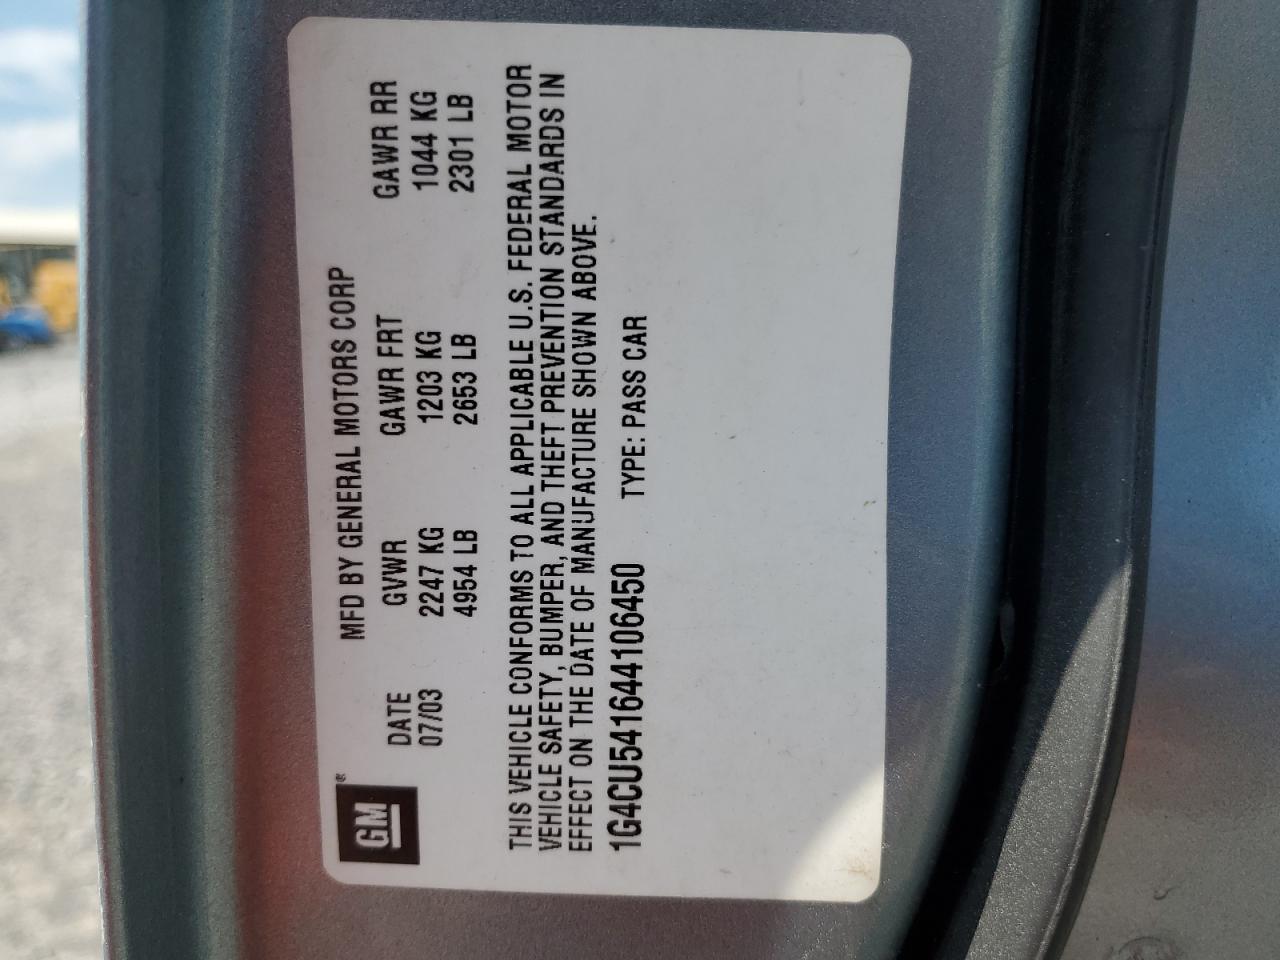 GM®
MFD BY GENERAL MOTORS CORP
DATE GVWR GAWR FRT GAWR RR
07/03 2247 KG 1203 KG 1044 KG
4954 LB 2653 LB 2301 LB
THIS VEHICLE CONFORMS TO ALL APPLICABLE U.S. FEDERAL MOTOR
VEHICLE SAFETY, BUMPER, AND THEFT PREVENTION STANDARDS IN
EFFECT ON THE DATE OF MANUFACTURE SHOWN ABOVE.
1G4CU541644106450 TYPE: PASS CAR